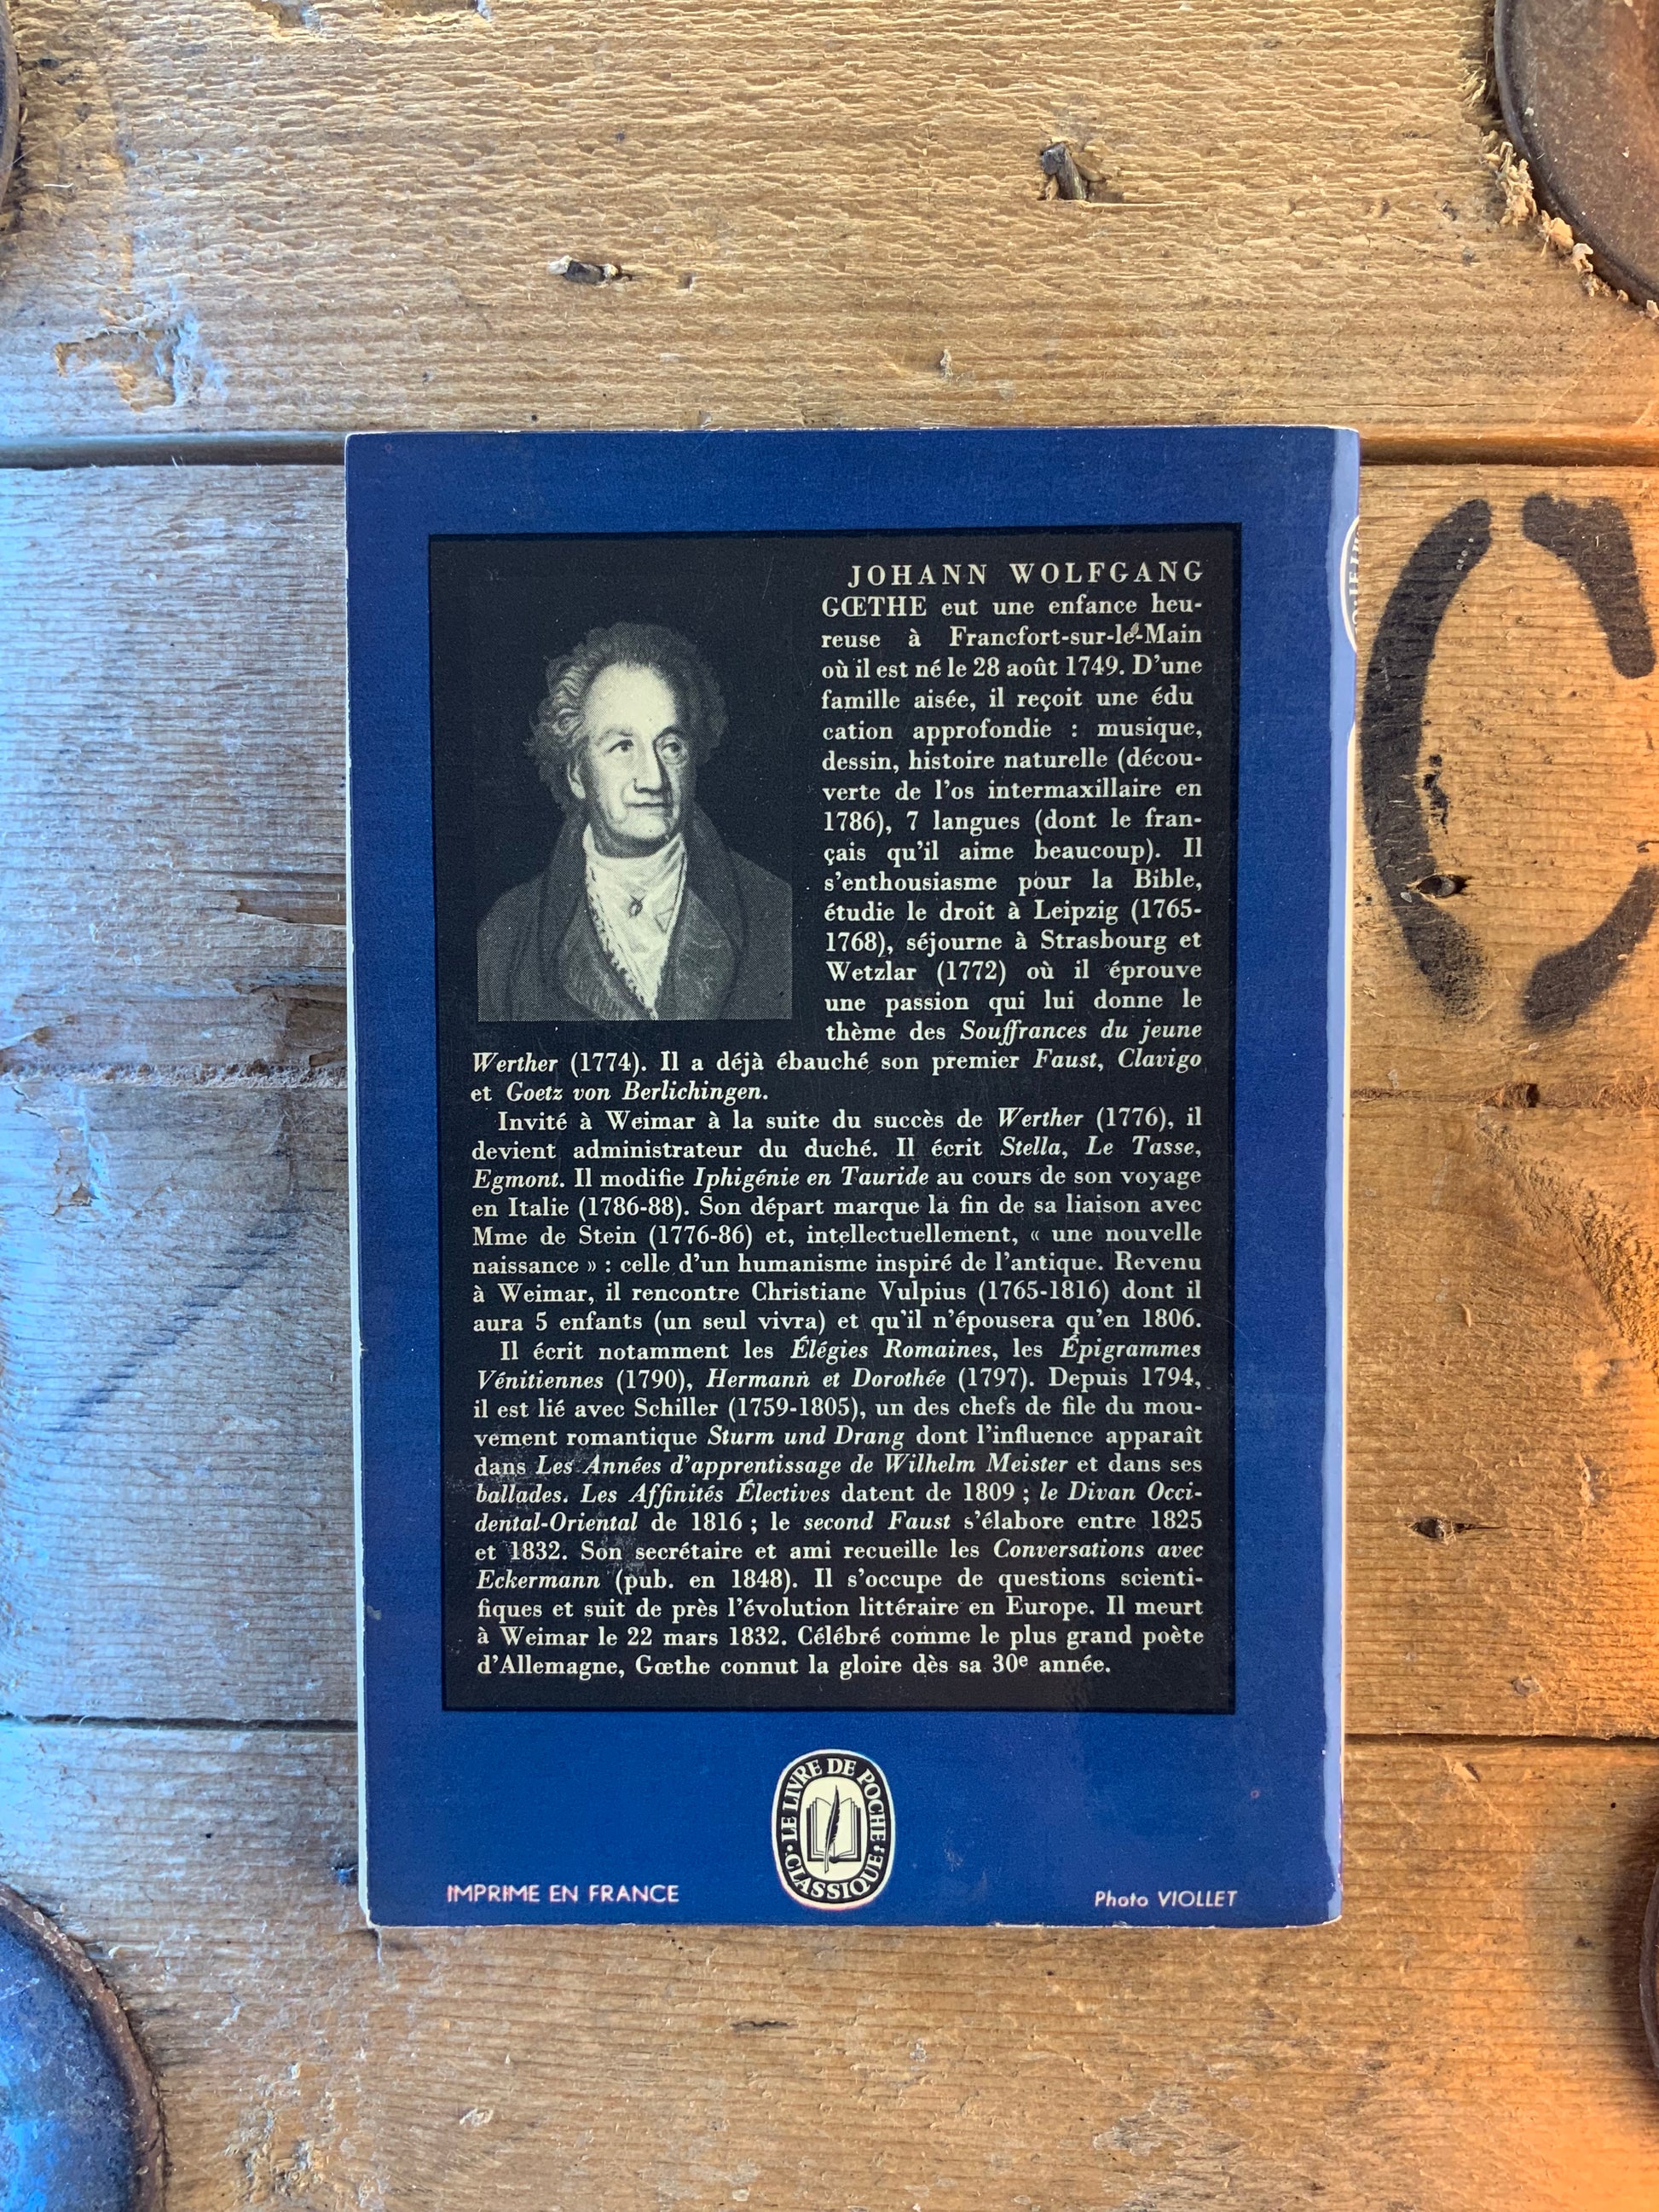 JOHANN WOLFGANG
GŒTHE eut une enfance heu-
reuse à Francfort-sur-le-Main
où il est né le 28 août 1749. D'une
famille aisée, il reçoit une édu
cation approfondie : musique,
dessin, histoire naturelle (décou-
verte de l'os intermaxillaire en
1786), 7 langues (dont le fran-
çais qu'il aime beaucoup). Il
s'enthousiasme pour la Bible,
étudie le droit à Leipzig (1765-
1768), séjourne à Strasbourg et
Wetzlar (1772) où il éprouve
une passion qui lui donne le
thème des Souffrances du jeune
Werther (1774). Il a déjà ébauché son premier Faust, Clavigo
et Goetz von Berlichingen.
Invité à Weimar à la suite du succès de Werther (1776), il
devient administrateur du duché. Il écrit Stella, Le Tasse,
Egmont. Il modifie Iphigénie en Tauride au cours de son voyage
en Italie (1786-88). Son départ marque la fin de sa liaison avec
Mme de Stein (1776-86) et, intellectuellement, « une nouvelle
naissance » : celle d'un humanisme inspiré de l'antique. Revenu
à Weimar, il rencontre Christiane Vulpius (1765-1816) dont il
aura 5 enfants (un seul vivra) et qu'il n'épousera qu'en 1806.
Il écrit notamment les Élégies Romaines, les Épigrammes
Vénitiennes (1790), Hermann et Dorothée (1797). Depuis 1794,
il est lié avec Schiller (1759-1805), un des chefs de file du mou-
vement romantique Sturm und Drang dont l'influence apparaît
dans Les Années d'apprentissage de Wilhelm Meister et dans ses
ballades. Les Affinités Électives datent de 1809 ; le Divan Occi-
dental-Oriental de 1816 ; le second Faust s'élabore entre 1825
et 1832. Son secrétaire et ami recueille les Conversations avec
Eckermann (pub. en 1848). Il s'occupe de questions scienti-
fiques et suit de près l'évolution littéraire en Europe. Il meurt
à Weimar le 22 mars 1832. Célébré comme le plus grand poète
d'Allemagne, Gœthe connut la gloire dès sa 30e année.
LE LIVRE DE POCHE
CLASSIQUE
IMPRIME EN FRANCE
Photo VIOLLET